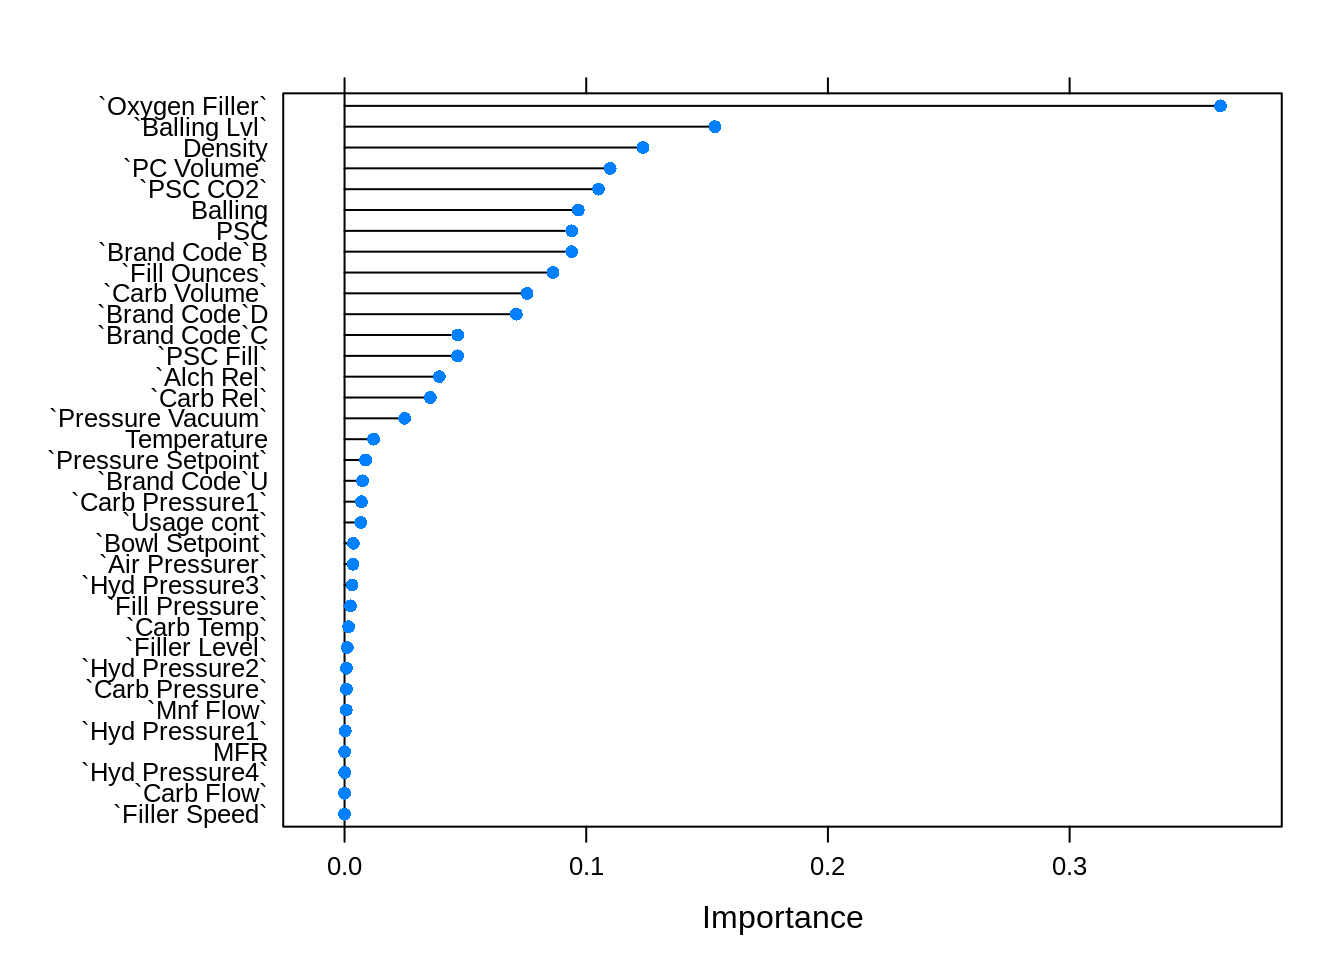 `Oxygen Filler`
`Balling Lvl`
Density
`PC Volume`
`PSC CO2`
Balling
PSC
`Brand Code`B
`Fill Ounces`
`Carb Volume`
`Brand Code`D
`Brand Code`C
`PSC Fill`
`Alch Rel`
`Carb Rel`
`Pressure Vacuum`
Temperature
`Pressure Setpoint`
`Brand Code`U
`Carb Pressure1`
`Usage cont`
`Bowl Setpoint`
`Air Pressurer`
`Hyd Pressure3`
`Fill Pressure`
`Carb Temp`
`Filler Level`
`Hyd Pressure2`
`Carb Pressure`
`Mnf Flow`
`Hyd Pressure1`
MFR
`Hyd Pressure4`
`Carb Flow`
`Filler Speed`
0.0 0.1 0.2 0.3
Importance